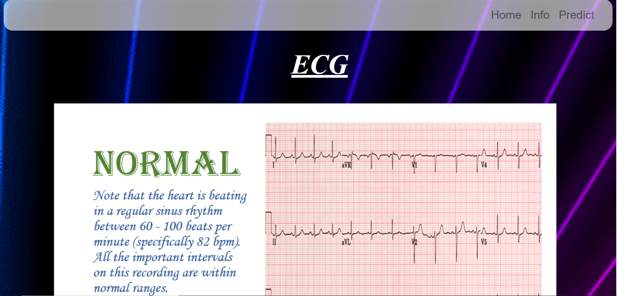 Home Info Predict
ECG
NORMAL
Note that the heart is beating
in a regular sinus rhythm
between 60 - 100 beats per
minute (specifically 82 bpm).
All the important intervals
on this recording are within
normal ranges.
I aVR V1 V4
II aVL V2 V5